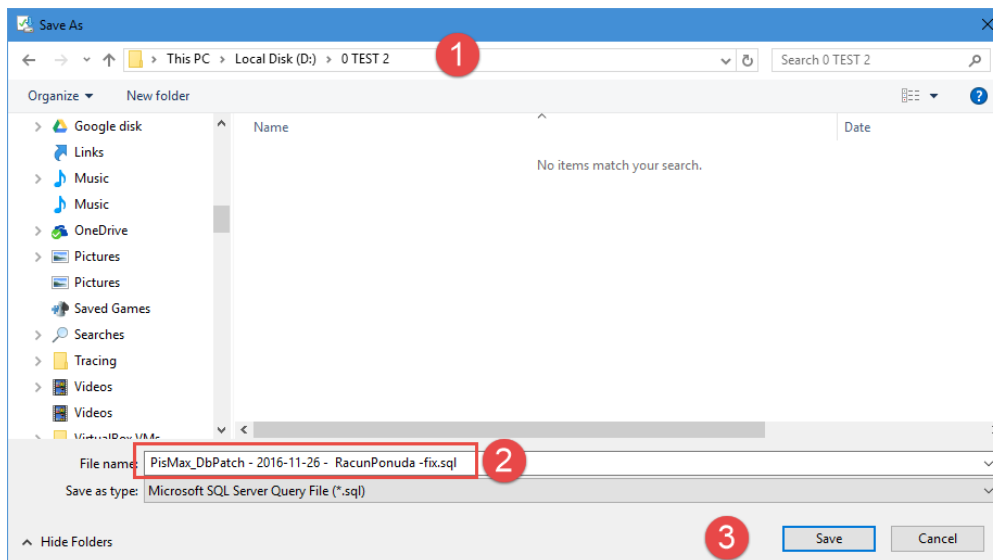 Save As
This PC > Local Disk (D:) > 0 TEST 2
1
Search 0 TEST 2
Organize
New folder
?
Name
Date
Google disk
Links
No items match your search.
Music
Music
OneDrive
Pictures
Pictures
Saved Games
Searches
Tracing
Videos
Videos
VirtualBox VMs
File name: PisMax_DbPatch - 2016-11-26 -  RacunPonuda -fix.sql
2
Save as type: Microsoft SQL Server Query File (*.sql)
Hide Folders
3
Save
Cancel